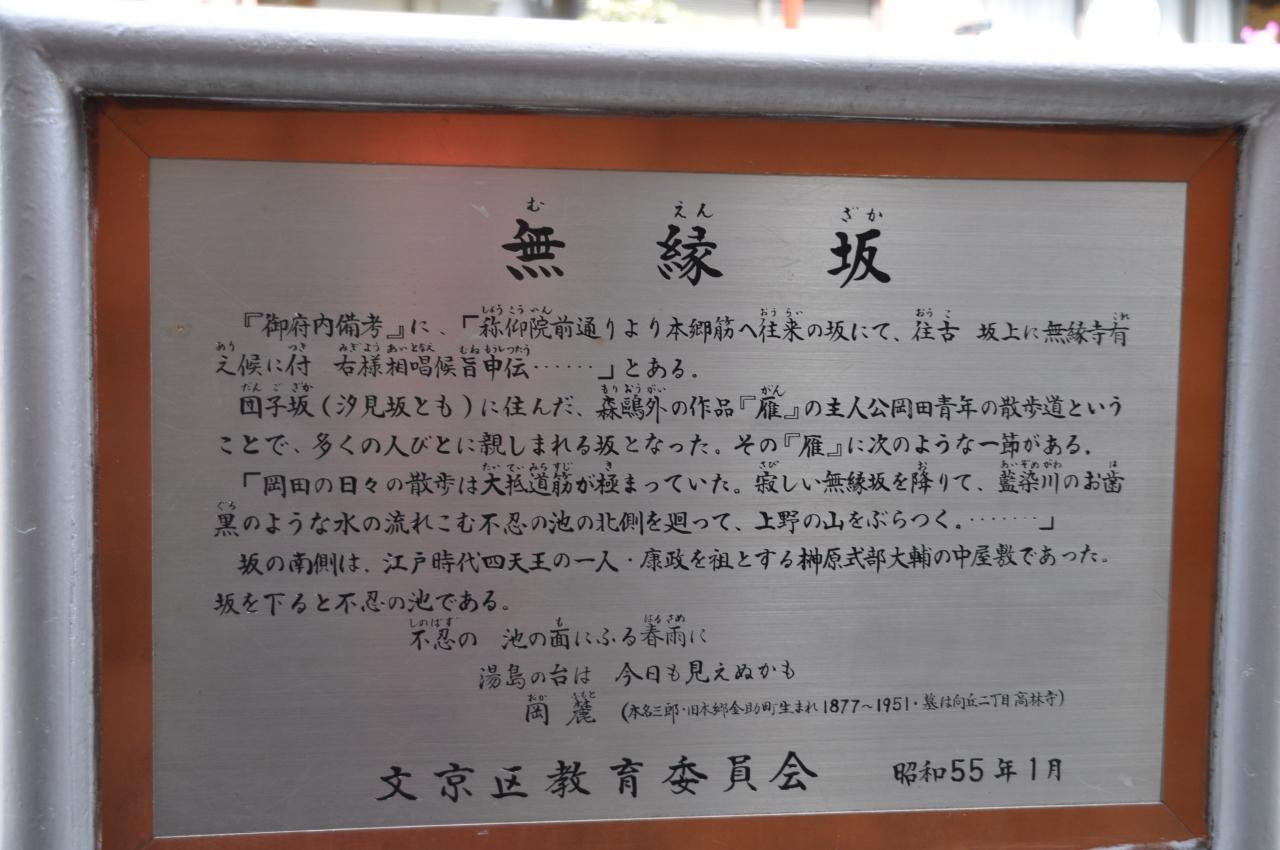 無縁坂
『御府内備考』に、「称仰院前通りより本郷筋へ往来の坂にて、往古 坂上に無縁寺有
え候に付 右様相唱候旨申伝……」とある。
団子坂(汐見坂とも)に住んだ、森鷗外の作品『雁』の主人公岡田青年の散歩道という
ことで、多くの人びとに親しまれる坂となった。その『雁』に次のような一節がある。
「岡田の日々の散歩は大抵道筋が極まっていた。寂しい無縁坂を降りて、藍染川のお歯
黒のような水の流れこむ不忍の池の北側を廻って、上野の山をぶらつく。……」
坂の南側は、江戸時代四天王の一人・康政を祖とする榊原式部大輔の中屋敷であった。
坂を下ると不忍の池である。
不忍の 池の面にふる春雨に
湯島の台は 今日も見えぬかも
岡 麓 (本名三郎・旧本郷金助町生まれ1877〜1951・墓は向丘二丁目高林寺)
文京区教育委員会 昭和55年1月